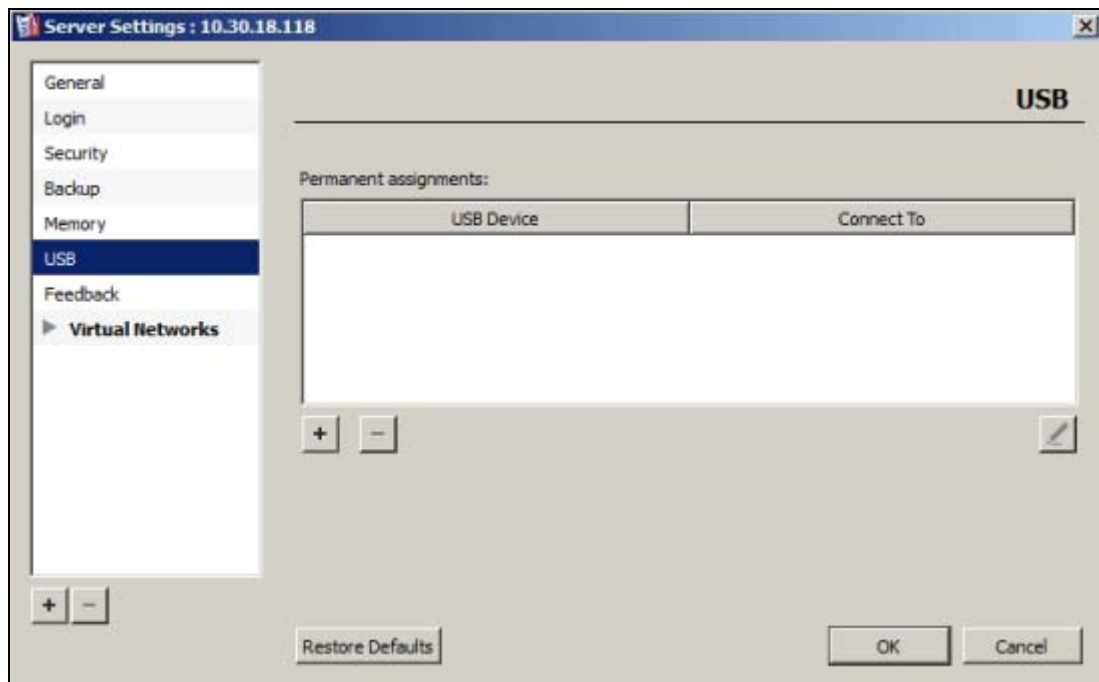 Server Settings : 10.30.18.118
General
Login
Security
Backup
Memory
USB
Feedback
Virtual Networks
USB
Permanent assignments:
USB Device Connect To
+ -
+ -
Restore Defaults OK Cancel